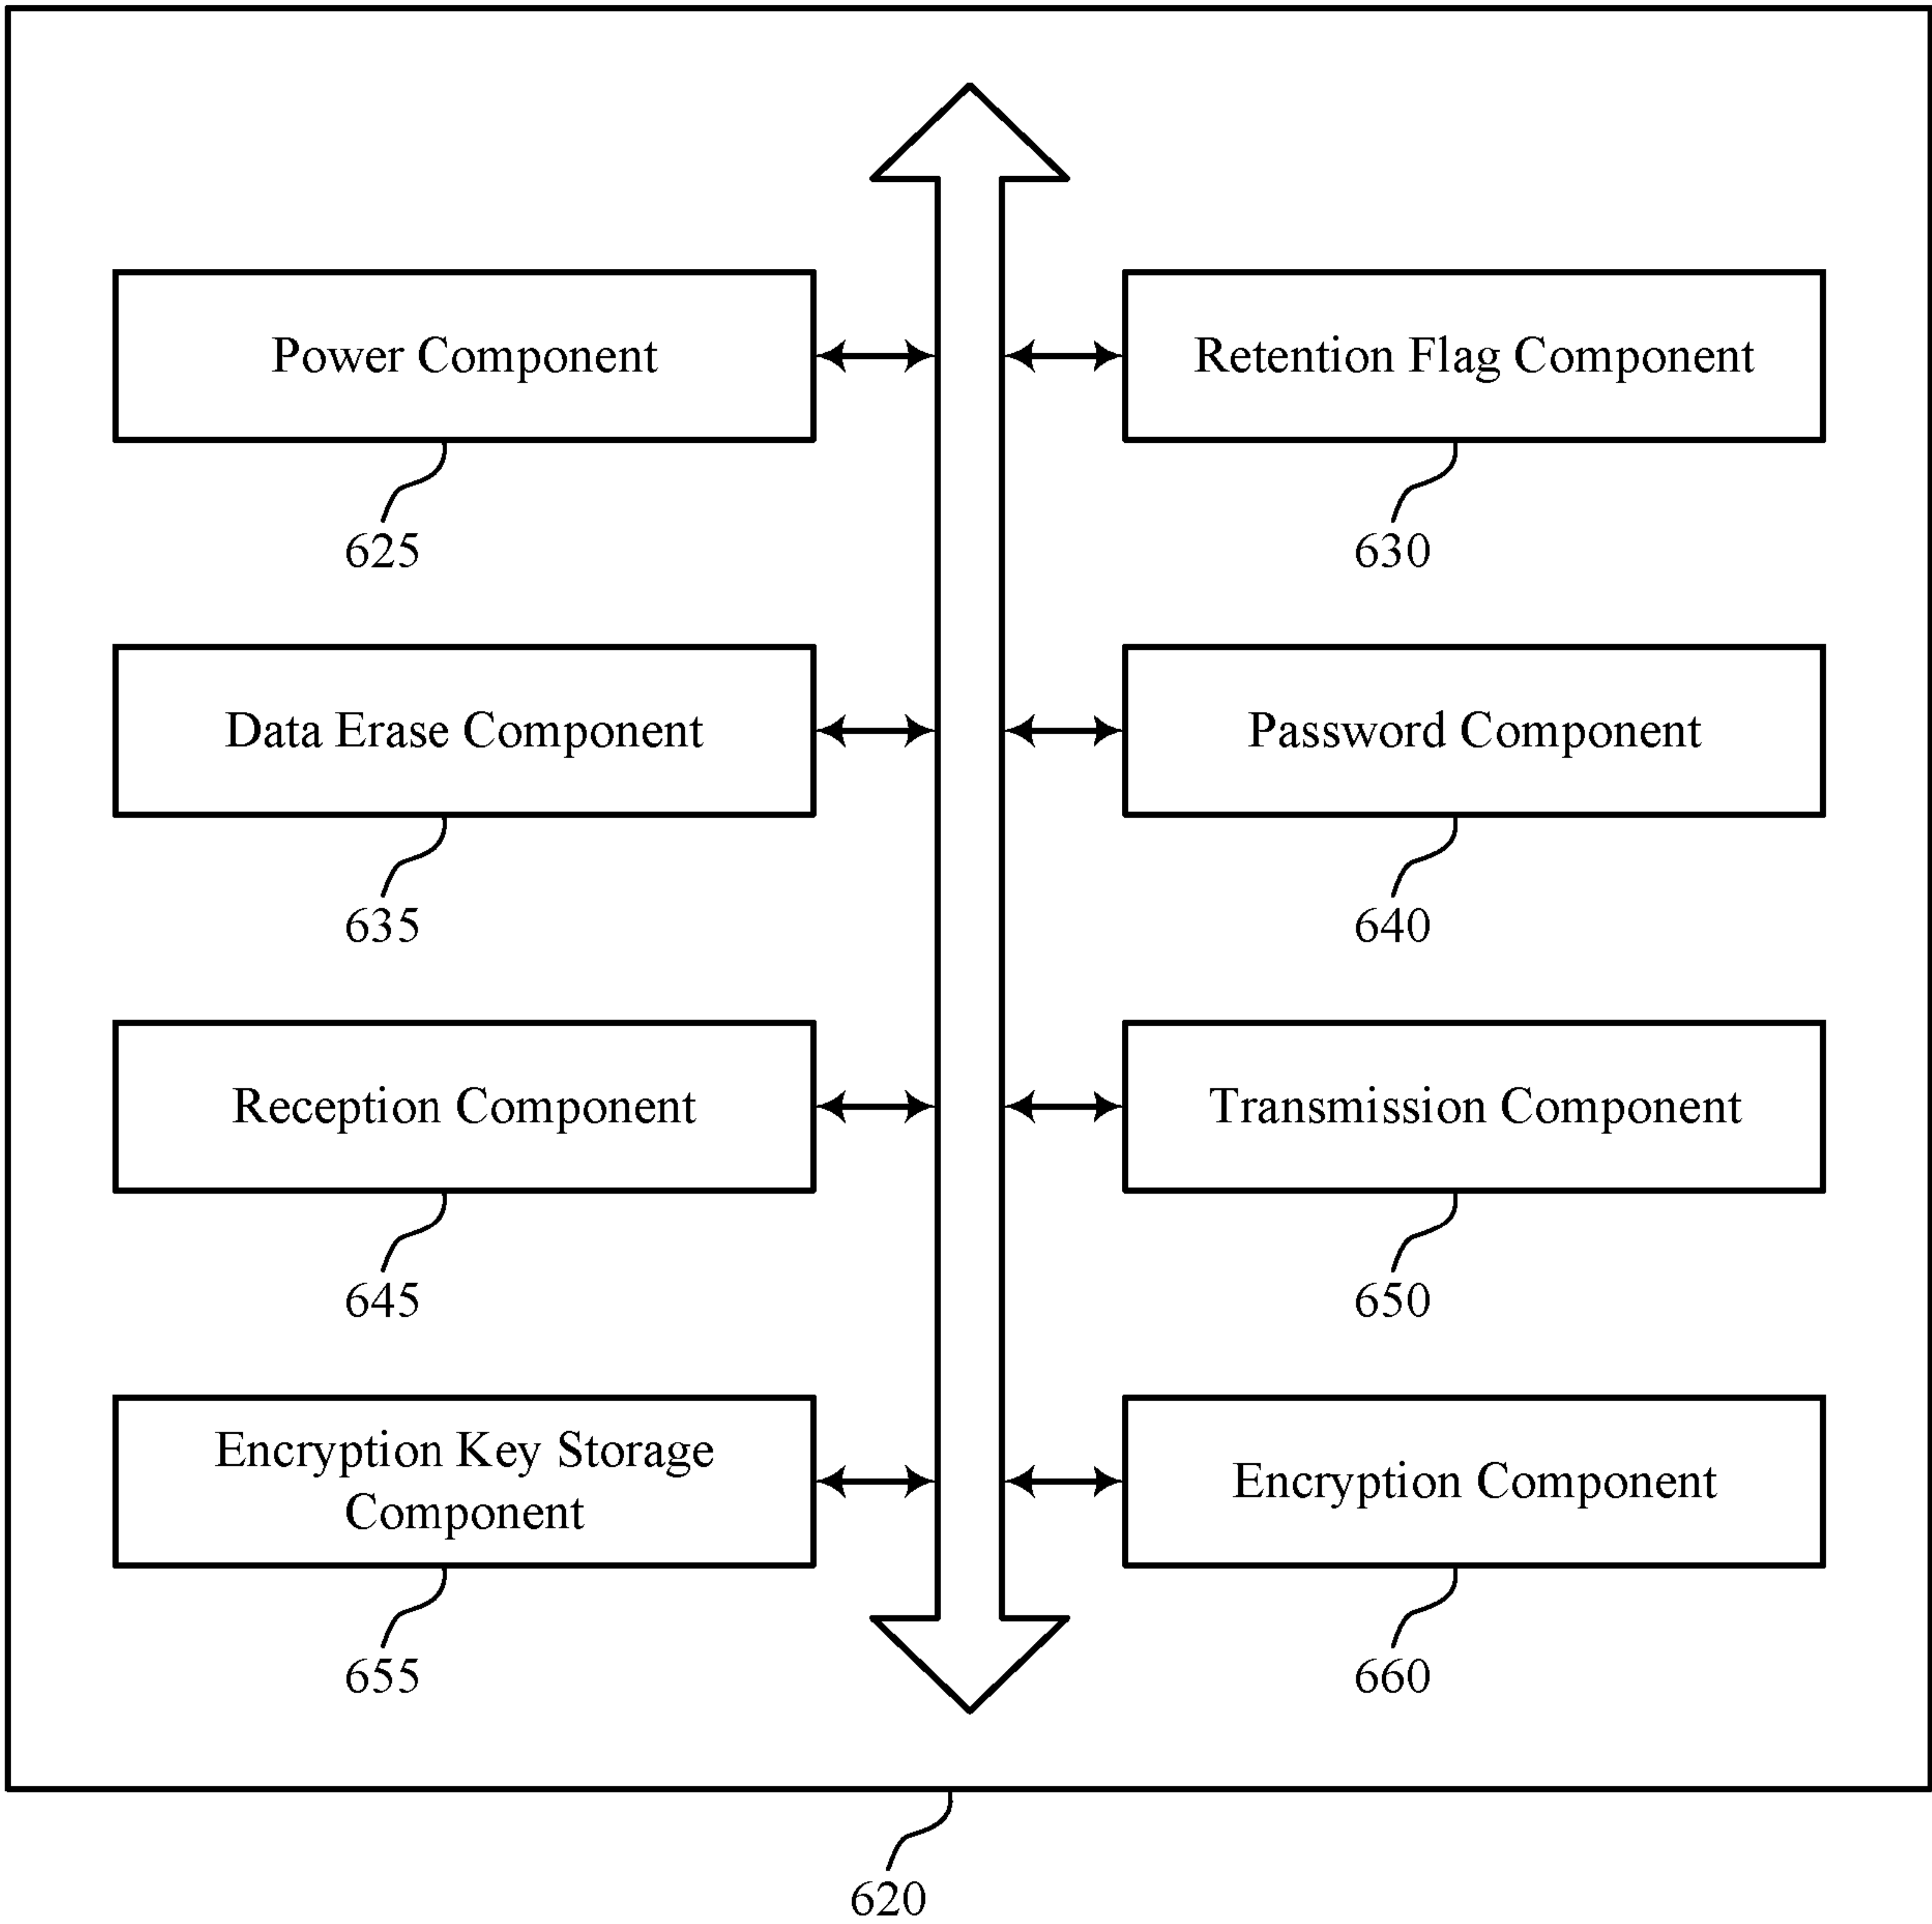 Power Component
Retention Flag Component
625
630
Data Erase Component
Password Component
635
640
Reception Component
Transmission Component
645
650
Encryption Key Storage
Component
Encryption Component
655
660
620